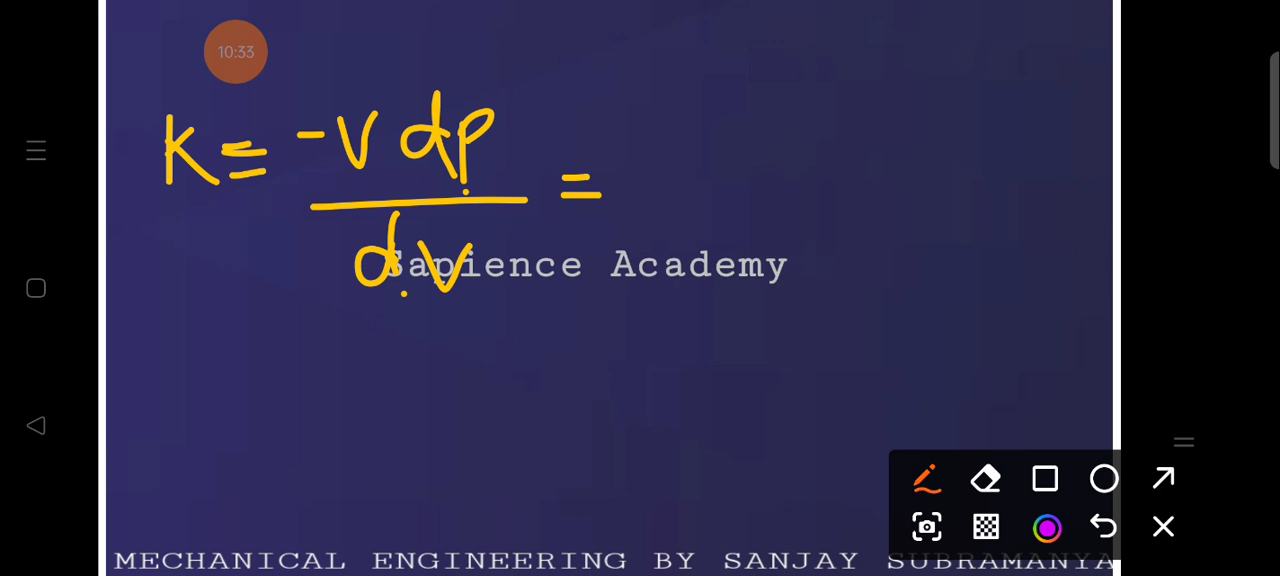 10:33
K = -v dp / dv =
Sapience Academy
MECHANICAL ENGINEERING BY SANJAY SUBRAMANYA